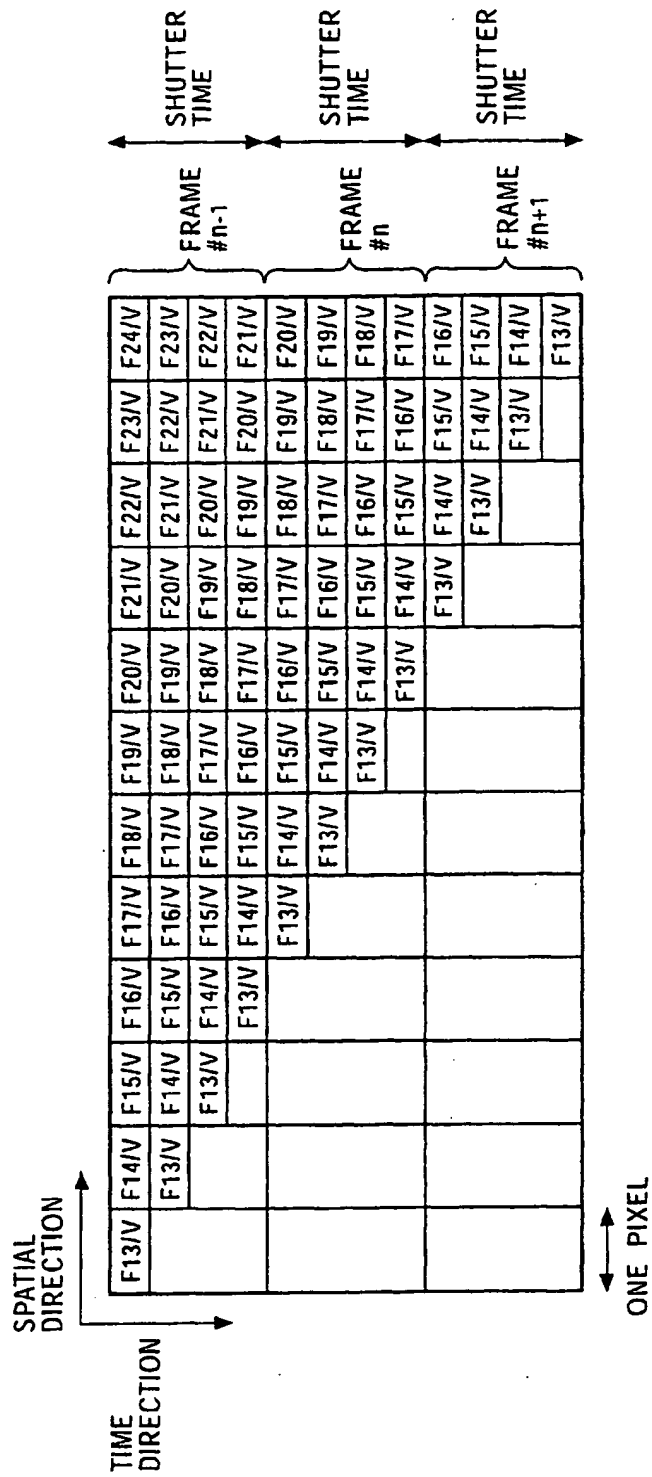 SPATIAL
DIRECTION
TIME
DIRECTION
F13/V F14/V F15/V F16/V F17/V F18/V F19/V F20/V F21/V F22/V F23/V F24/V
F13/V F14/V F15/V F16/V F17/V F18/V F19/V F20/V F21/V F22/V F23/V
F13/V F14/V F15/V F16/V F17/V F18/V F19/V F20/V F21/V F22/V
F13/V F14/V F15/V F16/V F17/V F18/V F19/V F20/V F21/V
FRAME
#n-1
SHUTTER
TIME
F13/V F14/V F15/V F16/V F17/V F18/V F19/V F20/V
F13/V F14/V F15/V F16/V F17/V F18/V F19/V
F13/V F14/V F15/V F16/V F17/V F18/V
F13/V F14/V F15/V F16/V F17/V
FRAME
#n
SHUTTER
TIME
F13/V F14/V F15/V F16/V
F13/V F14/V F15/V
F13/V F14/V
F13/V
FRAME
#n+1
SHUTTER
TIME
ONE PIXEL